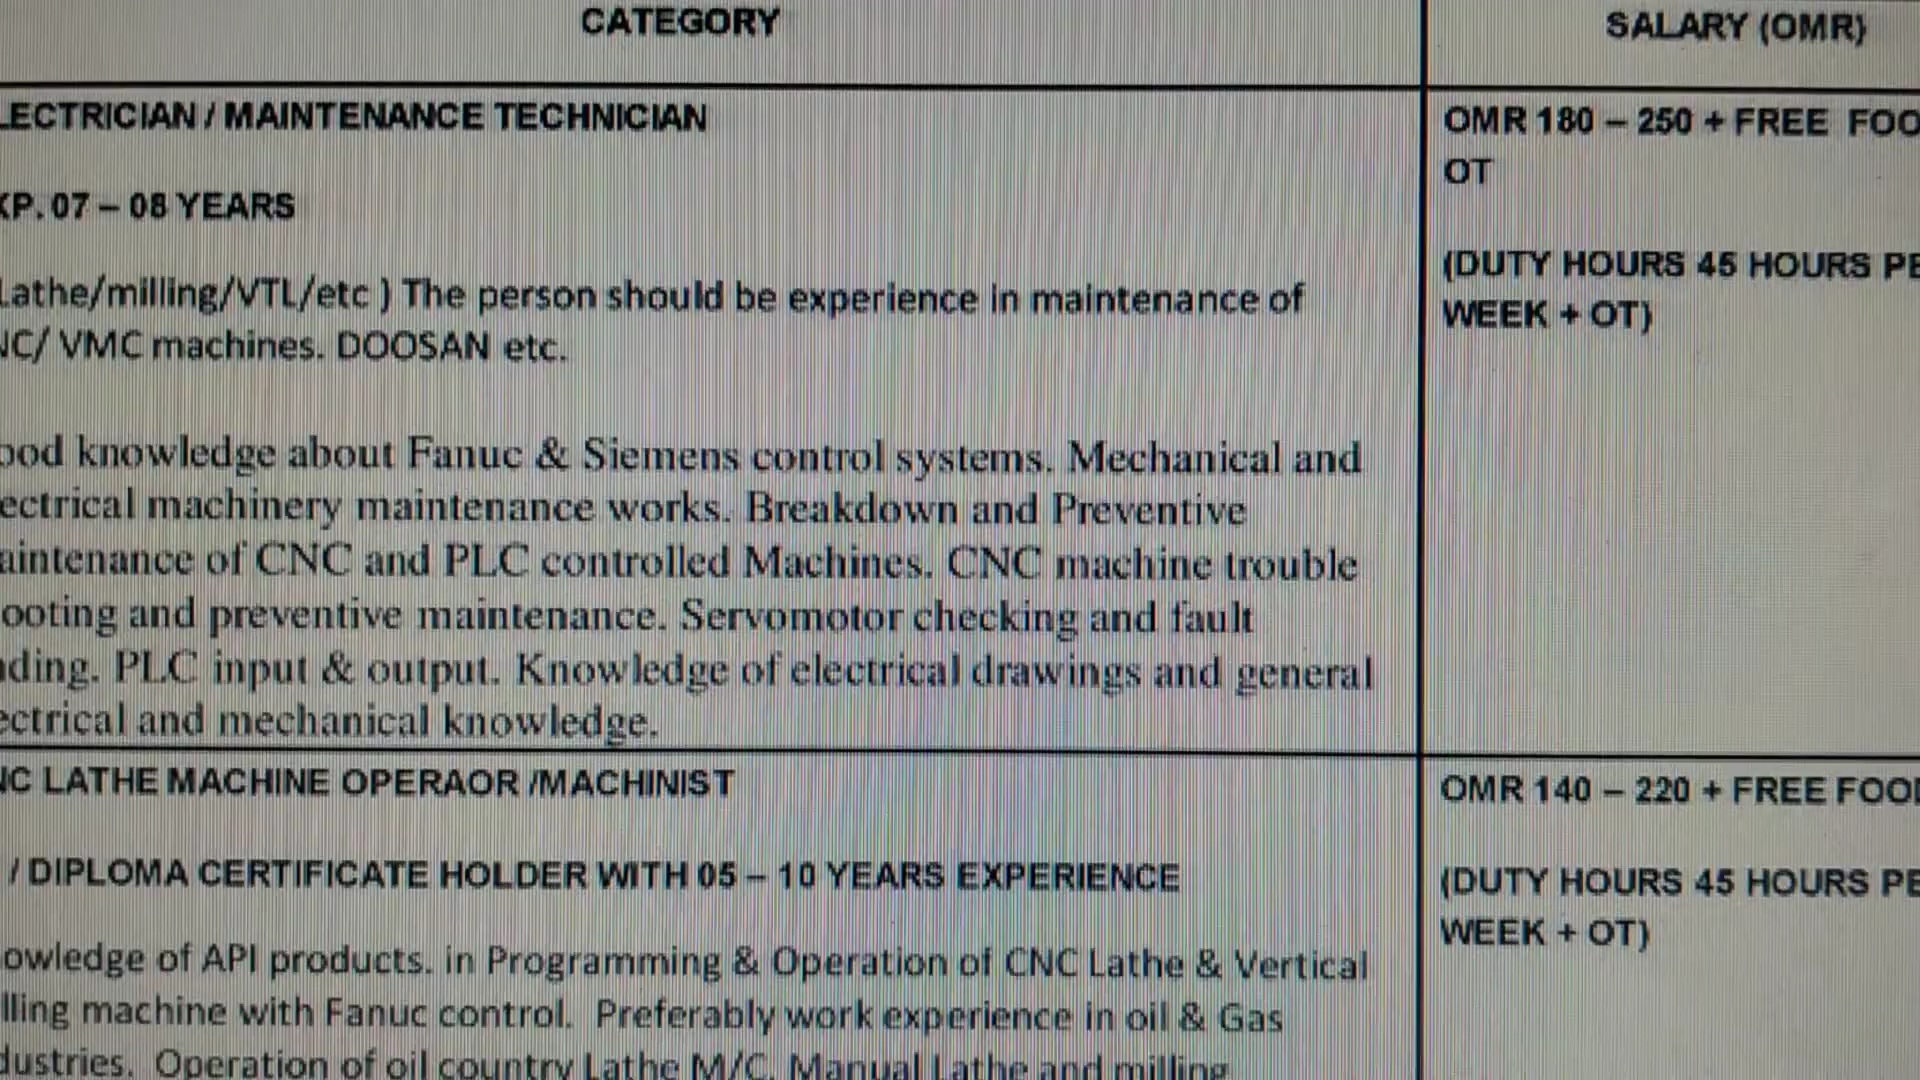 CATEGORY
SALARY (OMR)
LECTRICIAN / MAINTENANCE TECHNICIAN
XP. 07 – 08 YEARS
Lathe/milling/VTL/etc ) The person should be experience in maintenance of
NC/ VMC machines. DOOSAN etc.
ood knowledge about Fanuc & Siemens control systems. Mechanical and
ectrical machinery maintenance works. Breakdown and Preventive
aintenance of CNC and PLC controlled Machines. CNC machine trouble
ooting and preventive maintenance. Servomotor checking and fault
ding. PLC input & output. Knowledge of electrical drawings and general
ectrical and mechanical knowledge.
OMR 180 – 250 + FREE FOO
OT
(DUTY HOURS 45 HOURS PE
WEEK + OT)
NC LATHE MACHINE OPERAOR /MACHINIST
/ DIPLOMA CERTIFICATE HOLDER WITH 05 – 10 YEARS EXPERIENCE
owledge of API products. in Programming & Operation of CNC Lathe & Vertical
lling machine with Fanuc control. Preferably work experience in oil & Gas
dustries. Operation of oil country Lathe M/C. Manual Lathe and milling
OMR 140 – 220 + FREE FOO
(DUTY HOURS 45 HOURS PE
WEEK + OT)